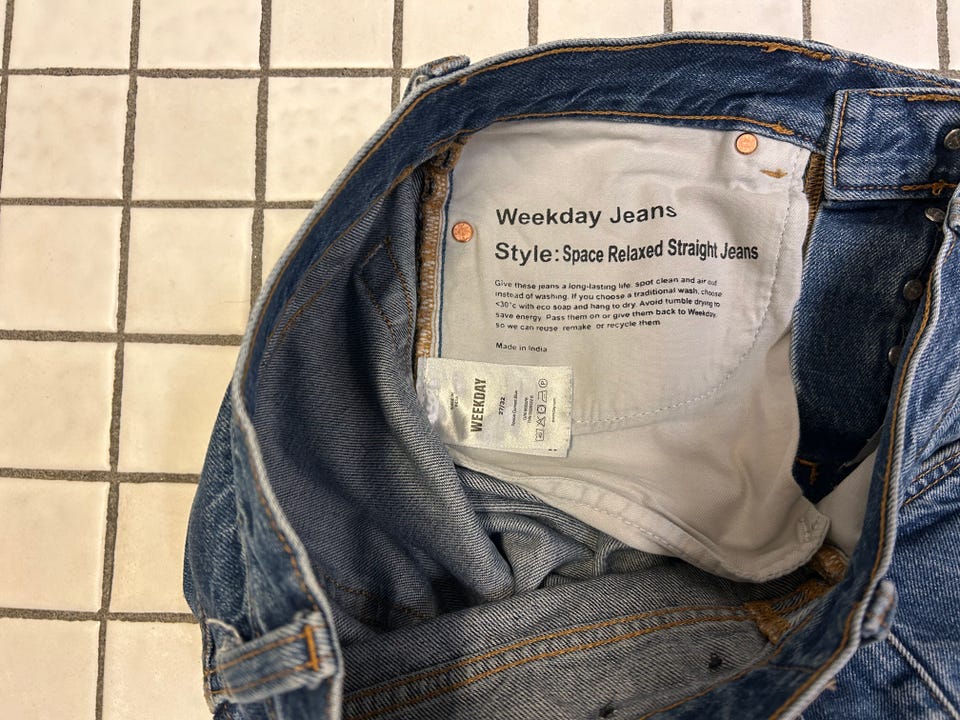 Weekday Jeans
Style: Space Relaxed Straight Jeans
Give these jeans a long-lasting life. spot clean and air out
instead of washing. If you choose a traditional wash, choose
<30°c with eco soap and hang to dry. Avoid tumble drying to
save energy. Pass them on or give them back to Weekday,
so we can reuse remake or recycle them
Made in India
WEEKDAY
27/32